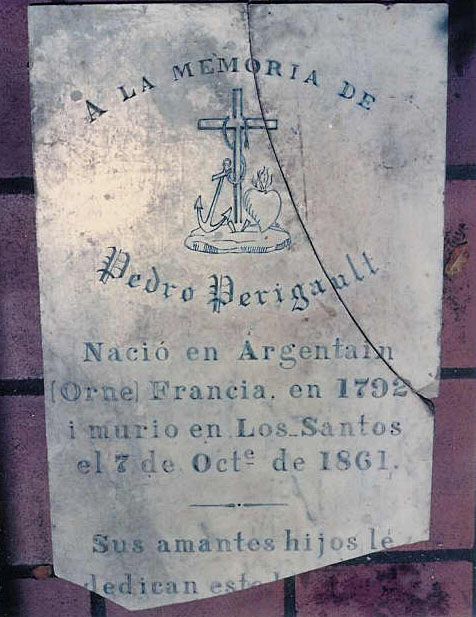 A LA MEMORIA DE
Pedro Perigault
Nació en Argentain
(Orne) Francia. en 1792
i murio en Los Santos
el 7 de Octe. de 1861.
Sus amantes hijos le
dedican este